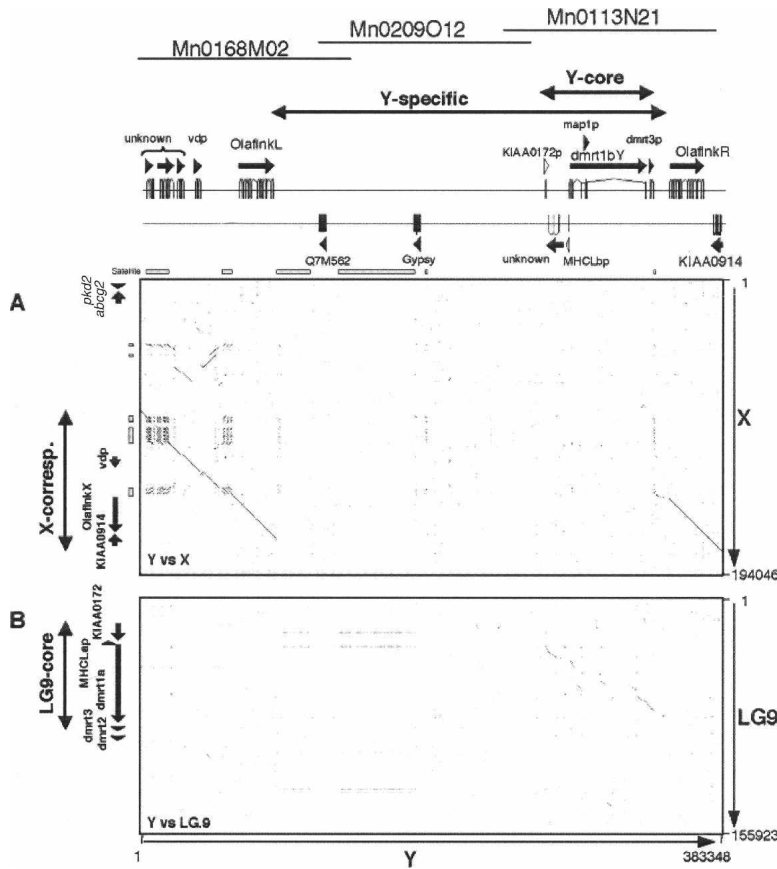 Mn0113N21
Mn0209O12
Mn0168M02
Y-core
Y-specific
map1p
unknown vdp OlaflnkL KIAA0172p dmrt1bY dmrt3p OlaflnkR
Q7M562 Gypsy unknown MHCLbp KIAA0914
Satellite
A
pkd2
abcg2
1
X-corresp.
vdp
OlaflnkX
KIAA0914
X
Y vs X
194046
B
LG9-core
KIAA0172
MHCLap
dmrt1a
dmrt3
dmrt2
1
LG9
Y vs LG.9
155923
1 Y 383348